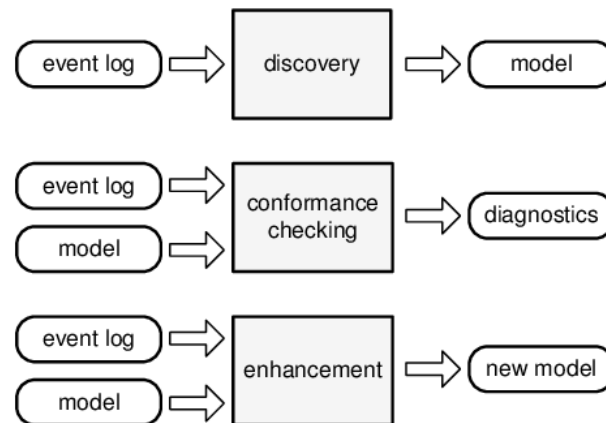 event log
discovery
model
event log
model
conformance
checking
diagnostics
event log
model
enhancement
new model